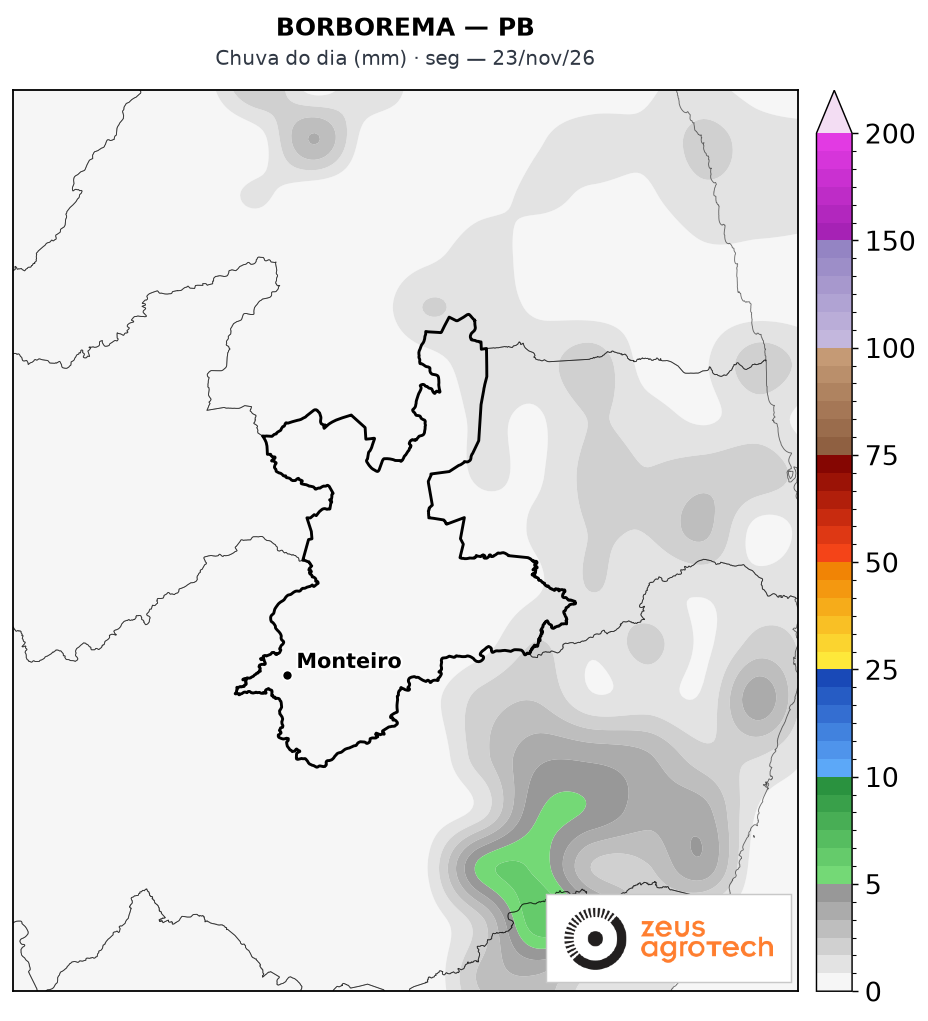 BORBOREMA — PB
Chuva do dia (mm) · seg — 23/nov/26
200
150
100
75
50
25
10
5
0
Monteiro
zeus
agrotech